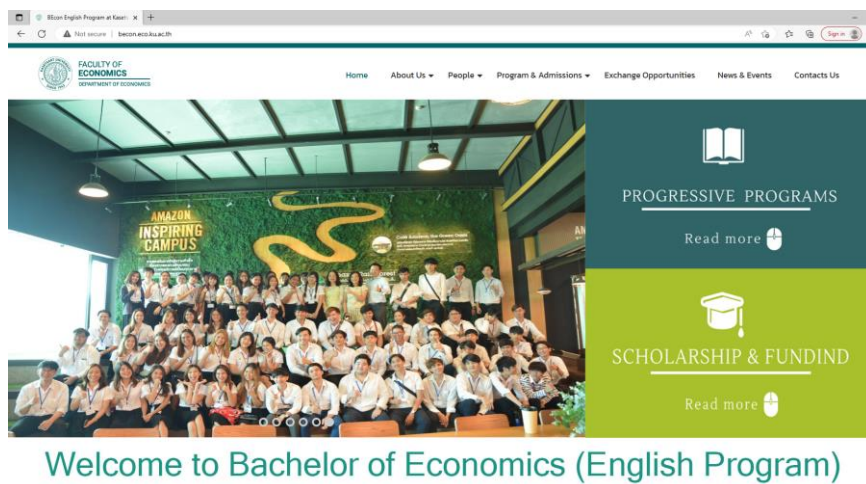 BEcon English Program at Kasar
Not secure | becon.eco.ku.ac.th
Sign in
FACULTY OF
ECONOMICS
DEPARTMENT OF ECONOMICS
Home About Us People Program & Admissions Exchange Opportunities News & Events Contacts Us
AMAZON
INSPIRING
CAMPUS
AM
PROGRESSIVE PROGRAMS
Read more
SCHOLARSHIP & FUNDIND
Read more
Welcome to Bachelor of Economics (English Program)